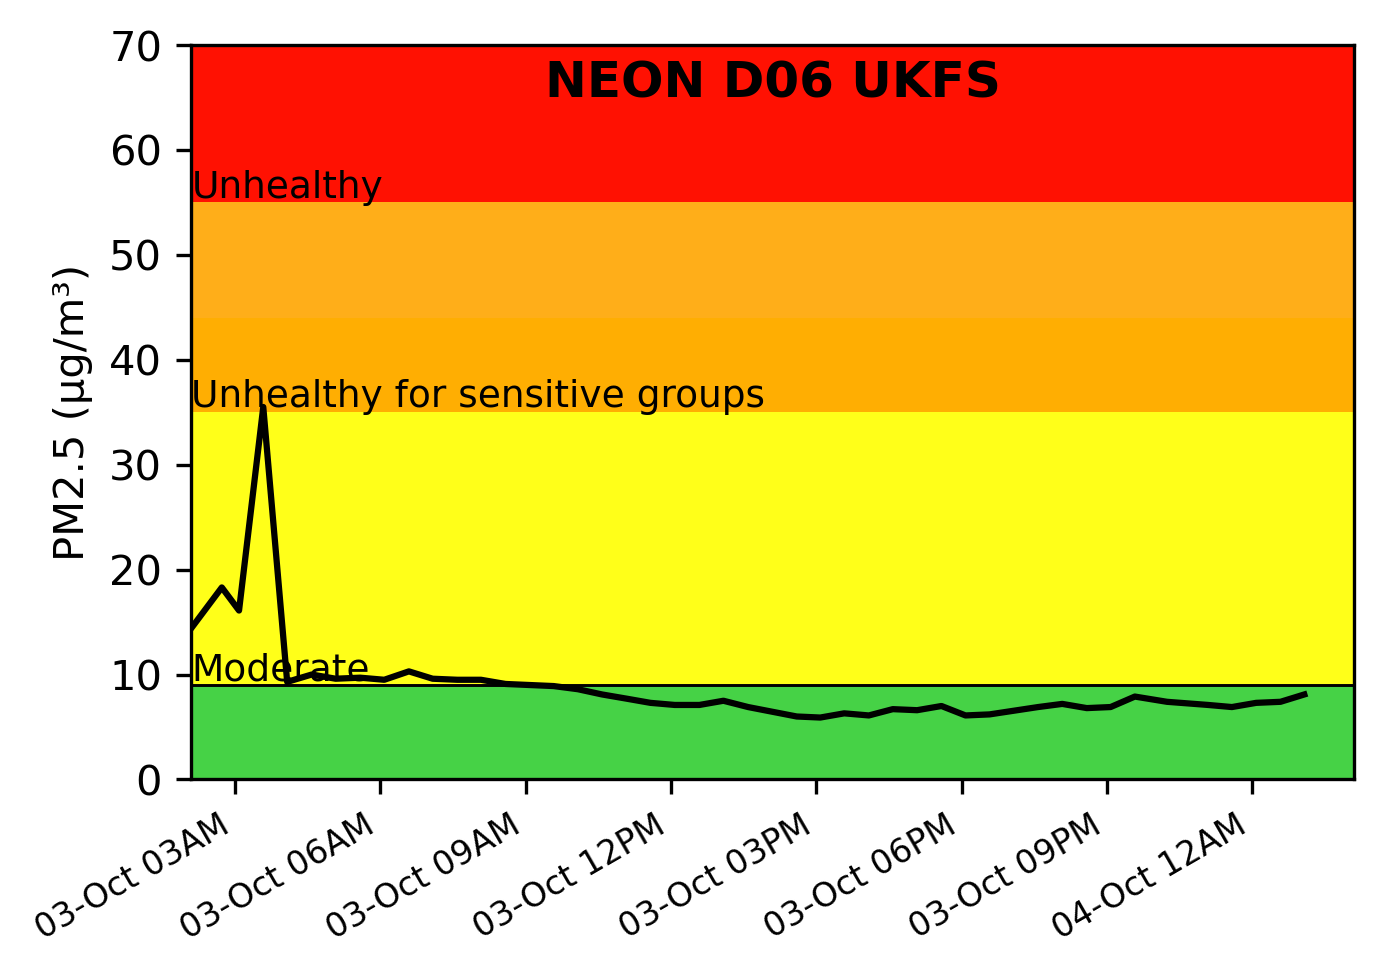 NEON D06 UKFS
70
60
Unhealthy
50
40
Unhealthy for sensitive groups
30
20
10
Moderate
0
PM2.5 (µg/m³)
03-Oct 03AM
03-Oct 06AM
03-Oct 09AM
03-Oct 12PM
03-Oct 03PM
03-Oct 06PM
03-Oct 09PM
04-Oct 12AM